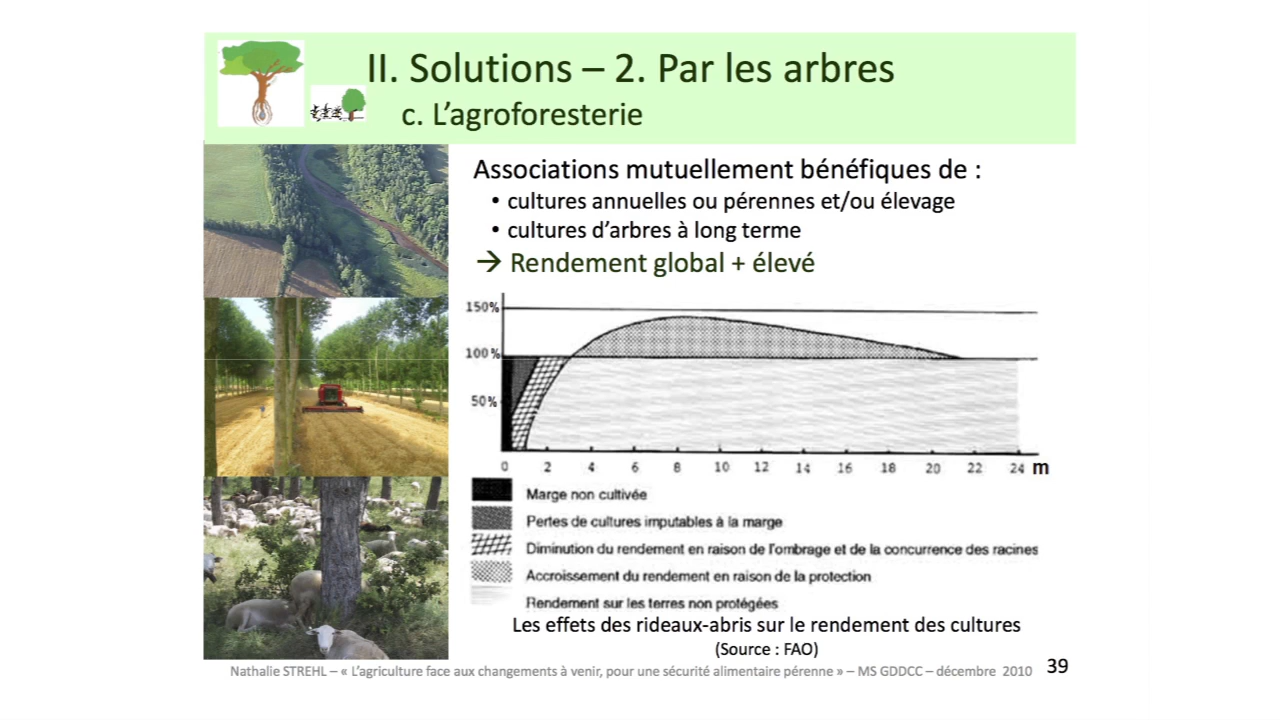 II. Solutions – 2. Par les arbres
c. L’agroforesterie
Associations mutuellement bénéfiques de :
• cultures annuelles ou pérennes et/ou élevage
• cultures d’arbres à long terme
→ Rendement global + élevé
150%
100%
50%
0 2 4 6 8 10 12 14 16 18 20 22 24 m
Marge non cultivée
Pertes de cultures imputables à la marge
Diminution du rendement en raison de l'ombrage et de la concurrence des racines
Accroissement du rendement en raison de la protection
Rendement sur les terres non protégées
Les effets des rideaux-abris sur le rendement des cultures
(Source : FAO)
Nathalie STREHL – « L’agriculture face aux changements à venir, pour une sécurité alimentaire pérenne » – MS GDDCC – décembre 2010 39